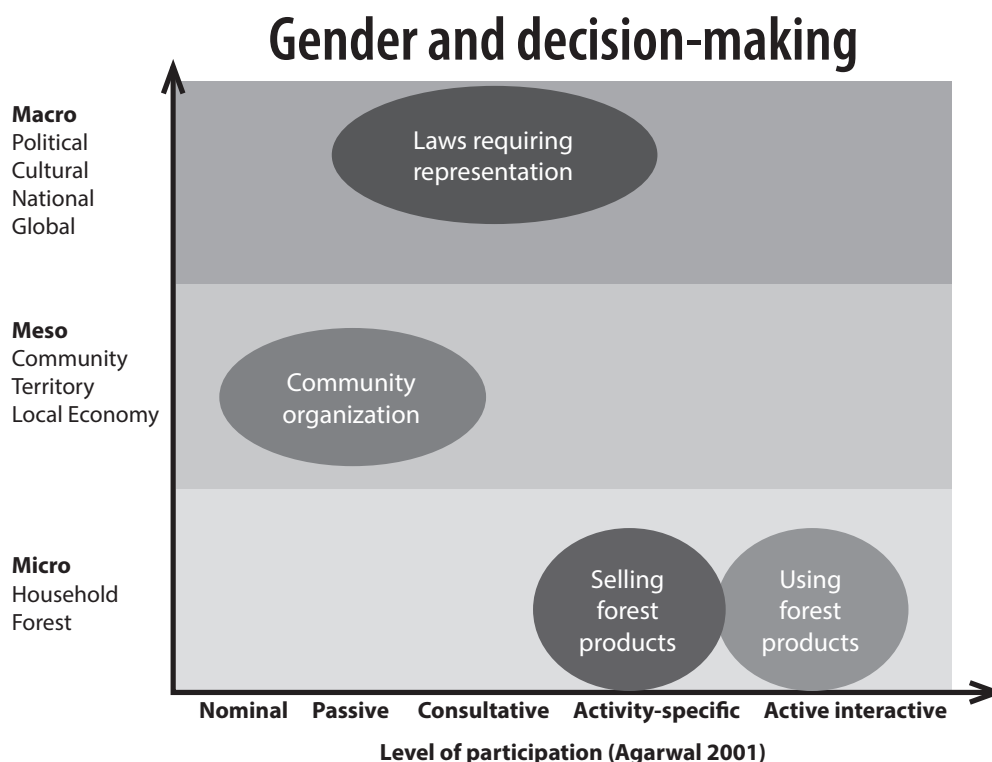 Gender and decision-making
Macro
Political
Cultural
National
Global
Laws requiring
representation
Meso
Community
Territory
Local Economy
Community
organization
Micro
Household
Forest
Selling
forest
products
Using
forest
products
Nominal Passive Consultative Activity-specific Active interactive
Level of participation (Agarwal 2001)